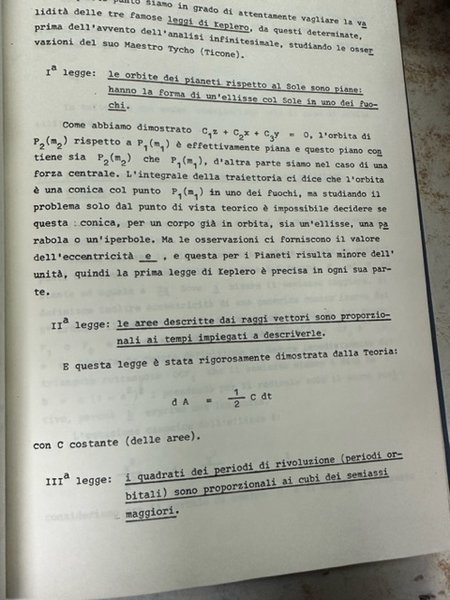 punto siamo in grado di attentamente vagliare la va
lidità delle tre famose leggi di Keplero, da questi determinate,
prima dell'avvento dell'analisi infinitesimale, studiando le osser
vazioni del suo Maestro Tycho (Ticone).
Iª legge: le orbite dei pianeti rispetto al Sole sono piane:
hanno la forma di un'ellisse col Sole in uno dei fuo-
chi.
Come abbiamo dimostrato C₁z + C₂x + C₃y = 0, l'orbita di
P₂(m₂) rispetto a P₁(m₁) è effettivamente piana e questo piano con
tiene sia P₂(m₂) che P₁(m₁), d'altra parte siamo nel caso di una
forza centrale. L'integrale della traiettoria ci dice che l'orbita
è una conica col punto P₁(m₁) in uno dei fuochi, ma studiando il
problema solo dal punto di vista teorico è impossibile decidere se
questa conica, per un corpo già in orbita, sia un'ellisse, una pa
rabola o un'iperbole. Ma le osservazioni ci forniscono il valore
dell'eccentricità e , e questa per i Pianeti risulta minore dell'
unità, quindi la prima legge di Keplero è precisa in ogni sua par-
te.
IIª legge: le aree descritte dai raggi vettori sono proporzio-
nali ai tempi impiegati a descriverle.
E questa legge è stata rigorosamente dimostrata dalla Teoria:
d A = 1/2 C dt
con C costante (delle aree).
IIIª legge: i quadrati dei periodi di rivoluzione (periodi or-
bitali) sono proporzionali ai cubi dei semiassi
maggiori.